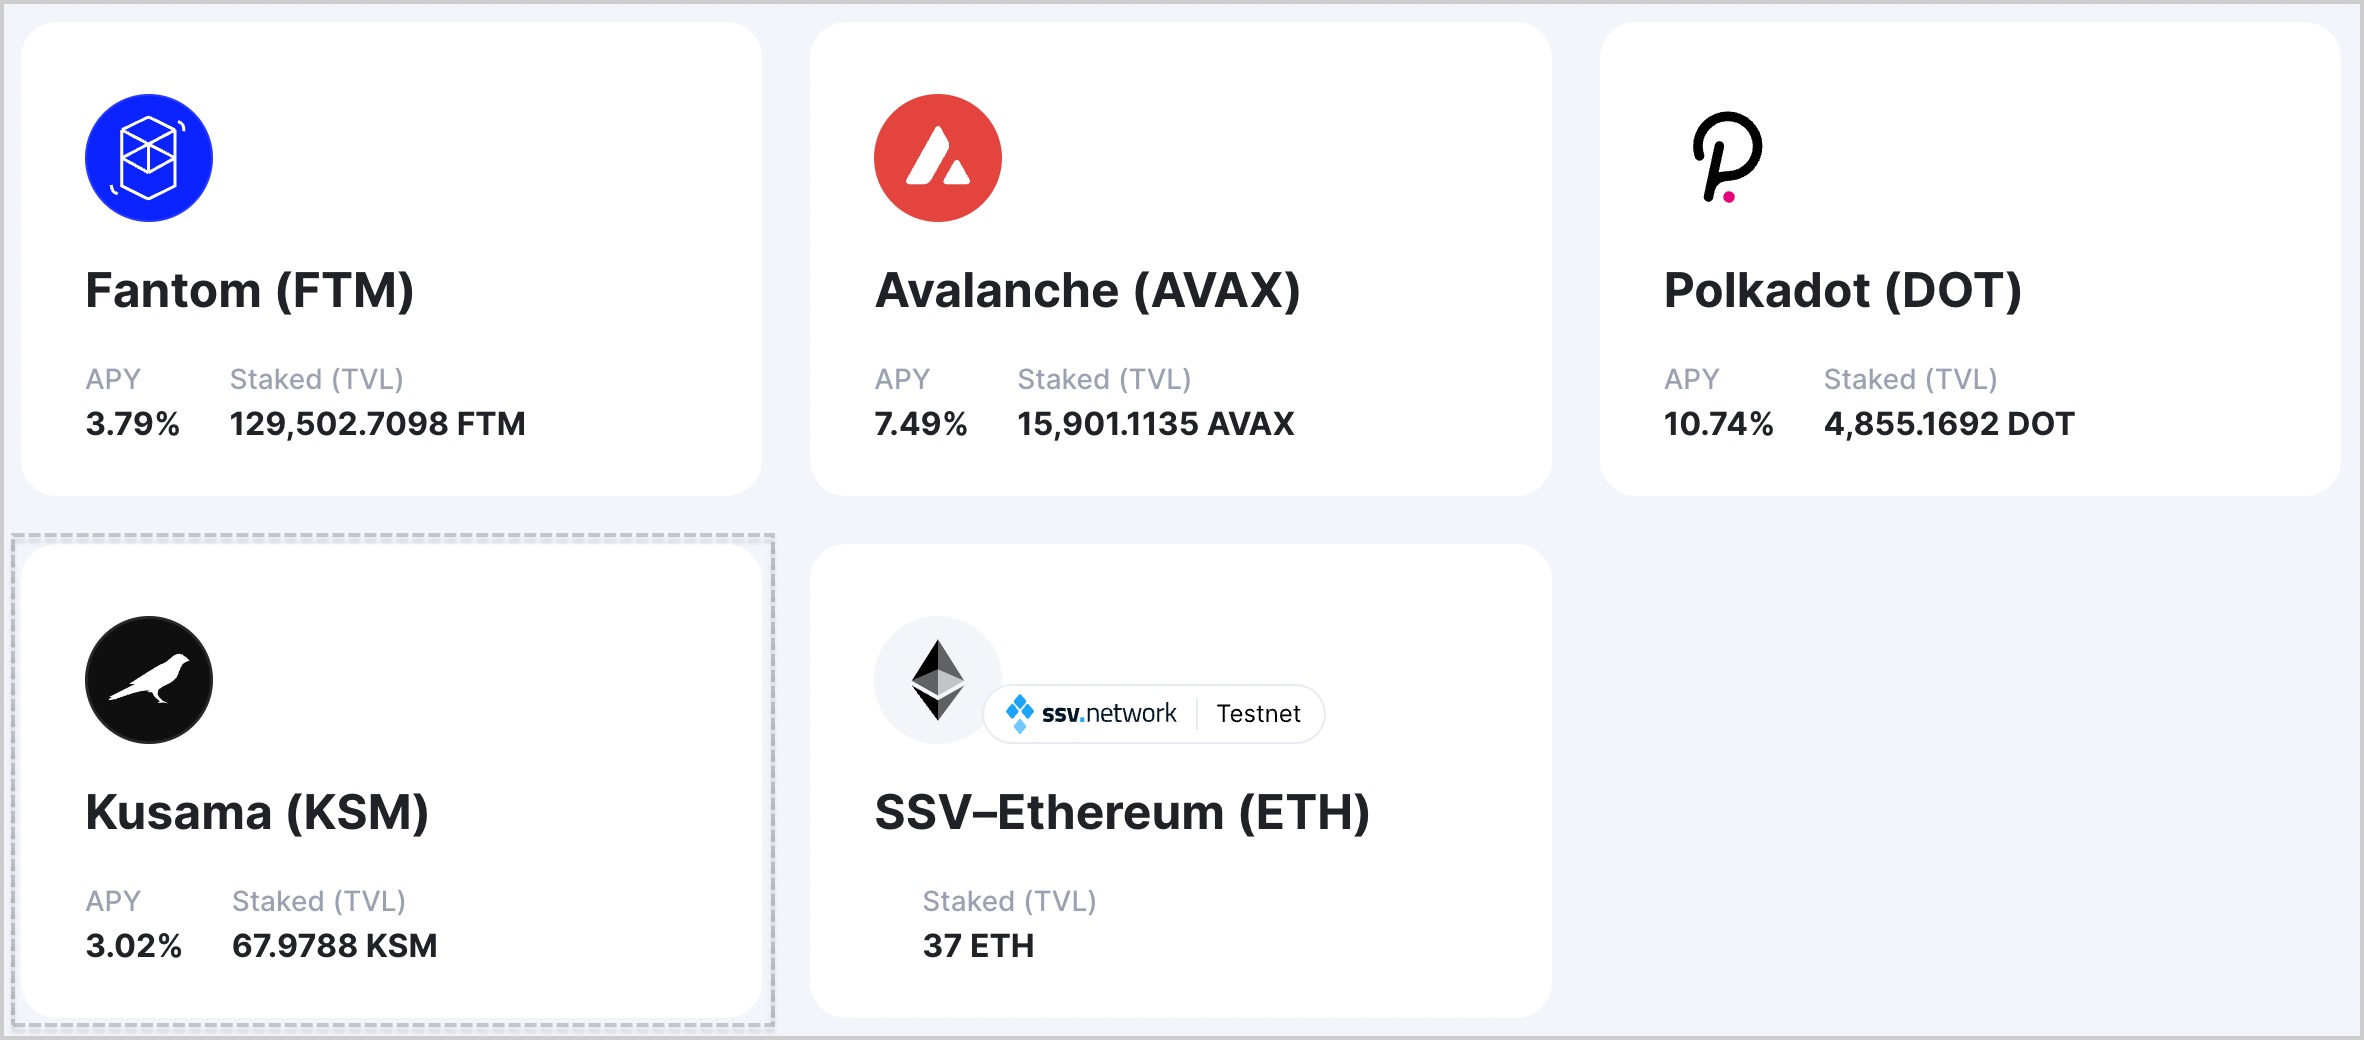 Fantom (FTM)
APY Staked (TVL)
3.79% 129,502.7098 FTM
Avalanche (AVAX)
APY Staked (TVL)
7.49% 15,901.1135 AVAX
Polkadot (DOT)
APY Staked (TVL)
10.74% 4,855.1692 DOT
Kusama (KSM)
APY Staked (TVL)
3.02% 67.9788 KSM
ssv.network Testnet
SSV–Ethereum (ETH)
Staked (TVL)
37 ETH